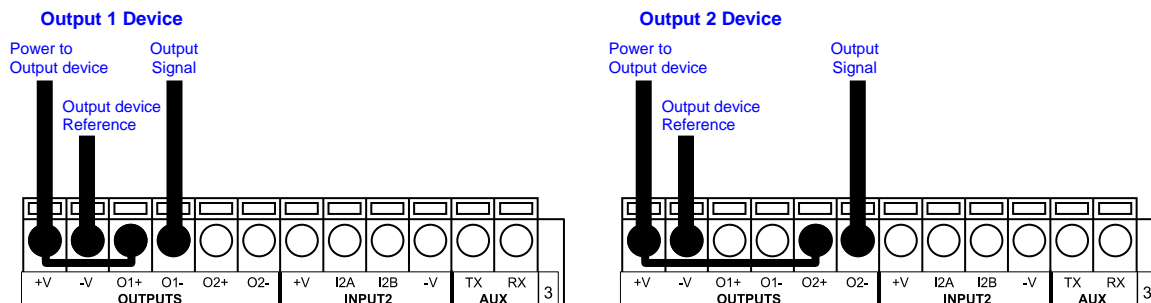 Output 1 Device
Power to
Output device
Output
Signal
Output device
Reference
+V -V O1+ O1- O2+ O2- +V I2A I2B -V TX RX
OUTPUTS INPUT2 AUX 3
Output 2 Device
Power to
Output device
Output
Signal
Output device
Reference
+V -V O1+ O1- O2+ O2- +V I2A I2B -V TX RX
OUTPUTS INPUT2 AUX 3